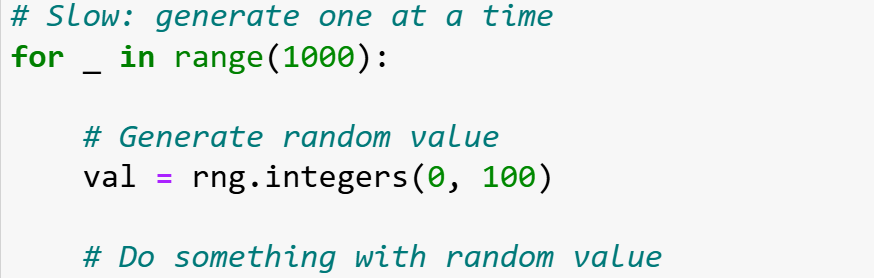 # Slow: generate one at a time
for _ in range(1000):
# Generate random value
val = rng.integers(0, 100)
# Do something with random value